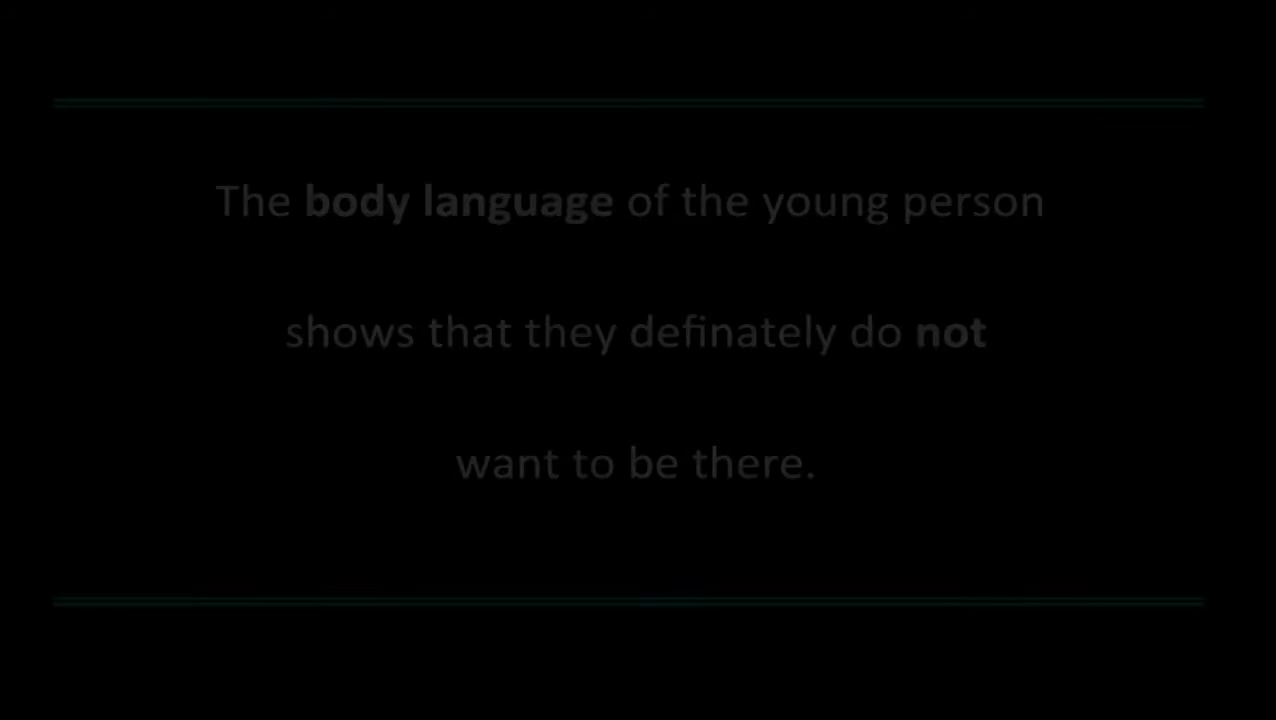 The body language of the young person
shows that they definately do not
want to be there.